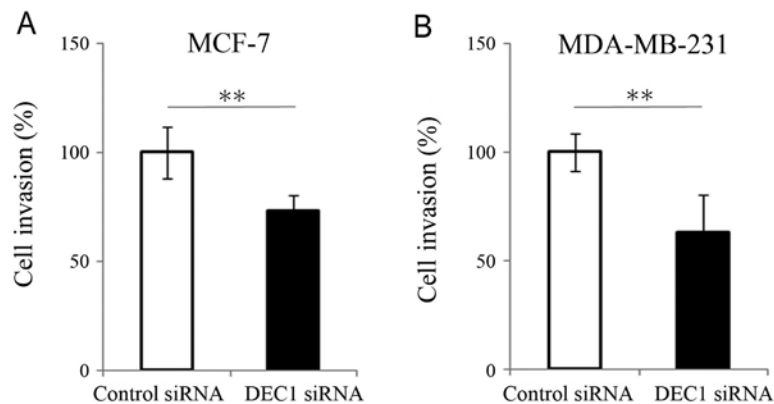 A
MCF-7
Cell invasion (%)
150
100
50
0
**
Control siRNA
DEC1 siRNA
B
MDA-MB-231
Cell invasion (%)
150
100
50
0
**
Control siRNA
DEC1 siRNA